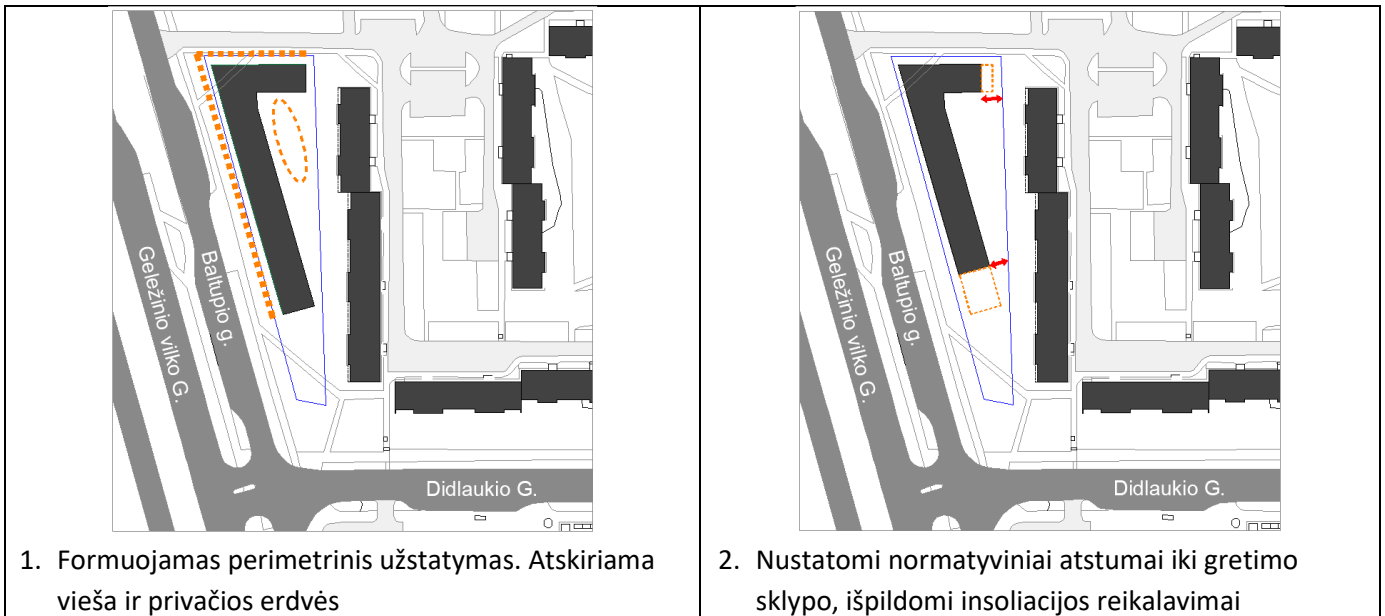 Geležinio vilko G.
Baltupio g.
Didlaukio G.
1. Formuojamas perimetrinis užstatymas. Atskiriama
vieša ir privačios erdvės
Geležinio vilko G.
Baltupio g.
Didlaukio G.
2. Nustatomi normatyviniai atstumai iki gretimo
sklypo, išpildomi insoliacijos reikalavimai